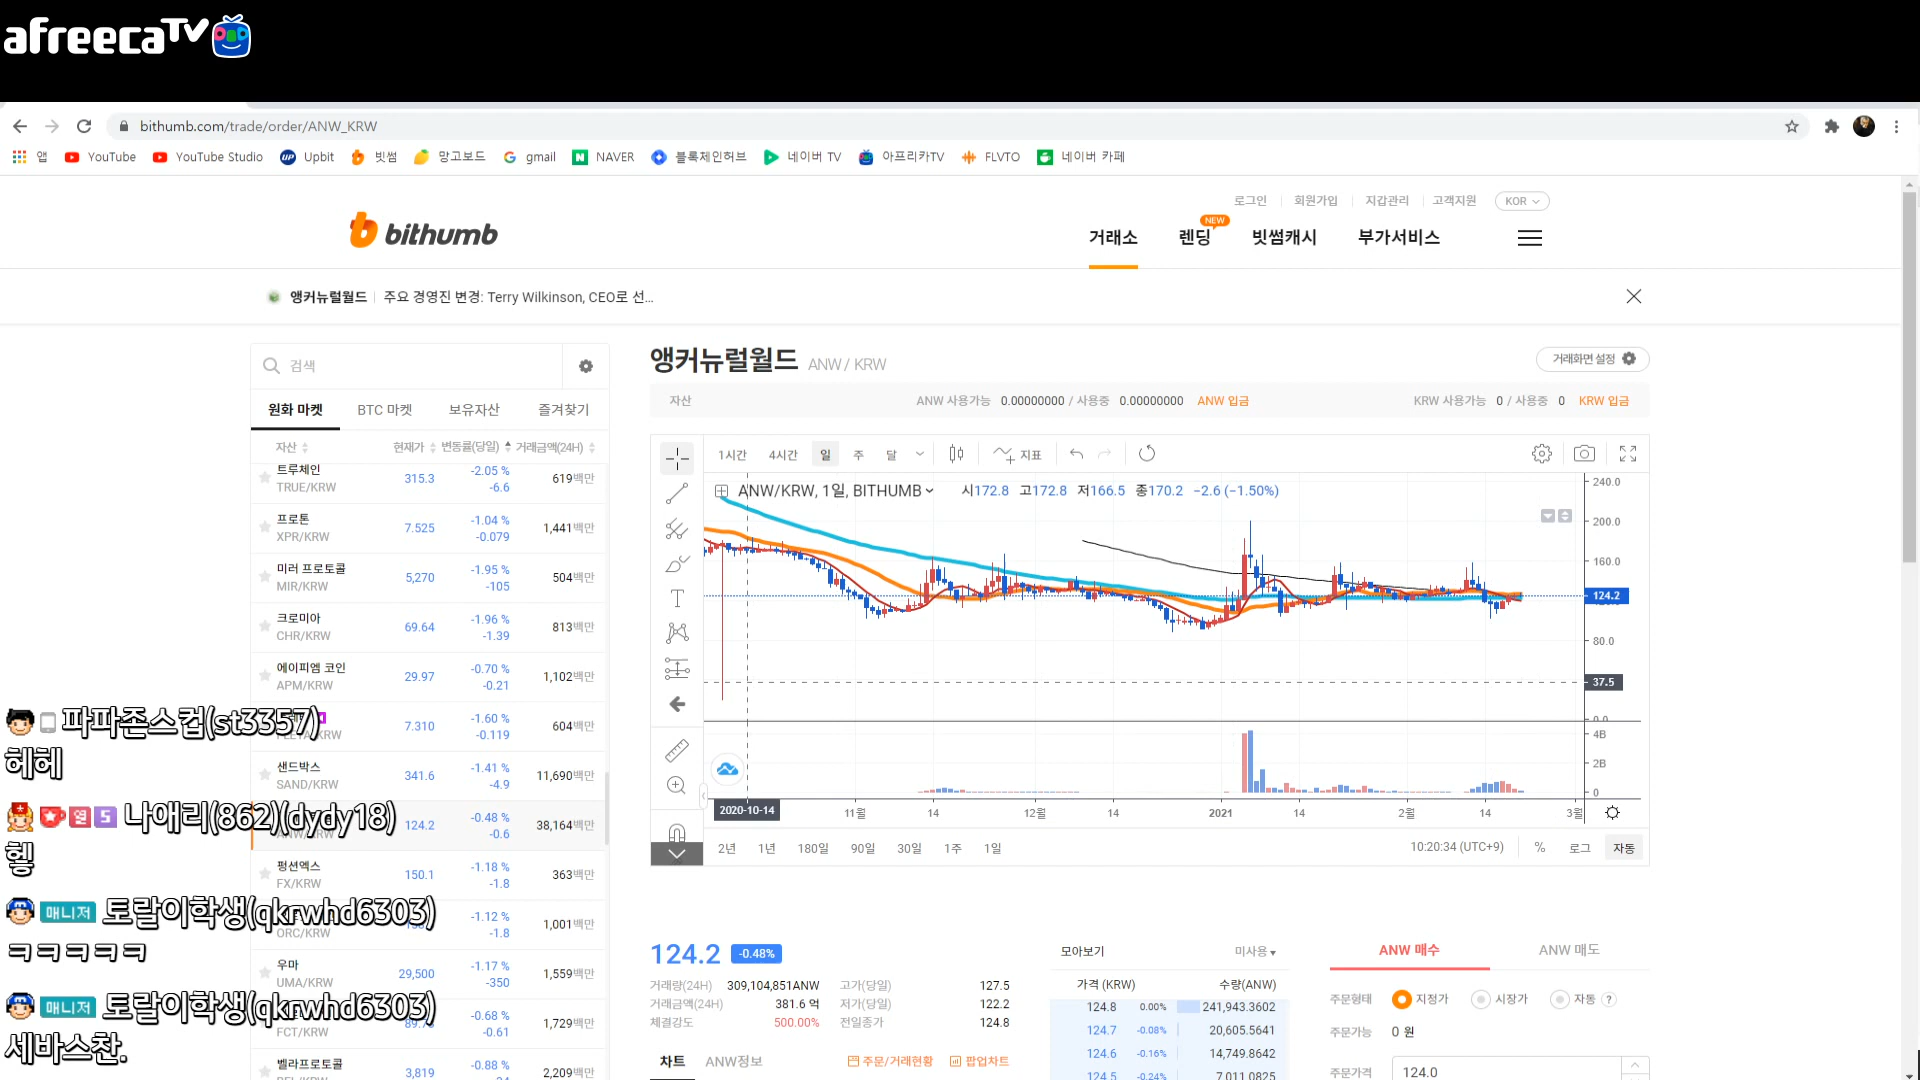 afreecaTV
bithumb.com/trade/order/ANW_KRW
앱 YouTube YouTube Studio Upbit 빗썸 망고보드 gmail NAVER 블록체인허브 네이버 TV 아프리카TV FLVTO 네이버 카페
로그인 회원가입 지갑관리 고객지원 KOR
bithumb
거래소 렌딩 NEW 빗썸캐시 부가서비스
앵커뉴럴월드 주요 경영진 변경: Terry Wilkinson, CEO로 선...
검색
앵커뉴럴월드 ANW / KRW
거래화면 설정
원화 마켓 BTC 마켓 보유자산 즐겨찾기
자산 ANW 사용가능 0.00000000 / 사용중 0.00000000 ANW 입금 KRW 사용가능 0 / 사용중 0 KRW 입금
자산 현재가 변동률(당일) 거래금액(24H)
트루체인 315.3 -2.05 % 619백만
TRUE/KRW -6.6
프로톤 7.525 -1.04 % 1,441백만
XPR/KRW -0.079
미러 프로토콜 5,270 -1.95 % 504백만
MIR/KRW -105
크로미아 69.64 -1.96 % 813백만
CHR/KRW -1.39
에이피엠 코인 29.97 -0.70 % 1,102백만
APM/KRW -0.21
7.310 -1.60 % 604백만
-0.119
샌드박스 341.6 -1.41 % 11,690백만
SAND/KRW -4.9
124.2 -0.48 % 38,164백만
ANW/KRW -0.6
펑션엑스 150.1 -1.18 % 363백만
FX/KRW -1.8
-1.12 % 1,001백만
ORC/KRW -1.8
우마 29,500 -1.17 % 1,559백만
UMA/KRW -350
-0.68 % 1,729백만
FCT/KRW -0.61
벨라프로토콜 3,819 -0.88 % 2,209백만
파파존스컵(st3357)
헤헤
열 5 나애리(862)(dydy18)
헿
매니저 토랄이학생(qkrwhd6303)
ㅋㅋㅋㅋㅋ
매니저 토랄이학생(qkrwhd6303)
세바스찬.
1시간 4시간 일 주 달 지표
ANW/KRW, 1일, BITHUMB 시172.8 고172.8 저166.5 종170.2 −2.6 (−1.50%)
240.0
200.0
160.0
124.2
80.0
37.5
0.0
4B
2B
0
2020-10-14 11월 14 12월 14 2021 14 2월 14 3월
2년 1년 180일 90일 30일 1주 1일 10:20:34 (UTC+9) % 로그 자동
124.2 -0.48%
거래량(24H) 309,104,851ANW 고가(당일) 127.5
거래금액(24H) 381.6 억 저가(당일) 122.2
체결강도 500.00% 전일종가 124.8
차트 ANW정보 주문/거래현황 팝업차트
모아보기 미사용
가격 (KRW) 수량(ANW)
124.8 0.00% 241,943.3602
124.7 -0.08% 20,605.5641
124.6 -0.16% 14,749.8642
124.5 -0.24% 7,011.0825
ANW 매수 ANW 매도
주문형태 지정가 시장가 자동 ?
주문가능 0 원
주문가격 124.0